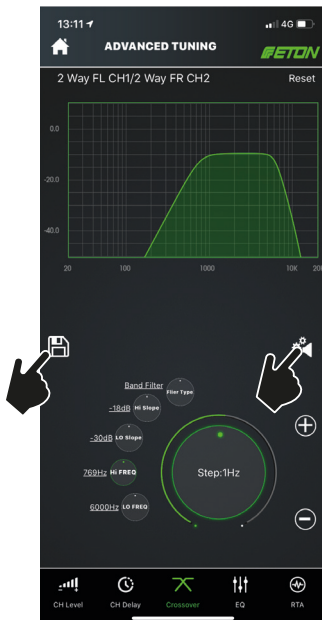 13:11 4G
ADVANCED TUNING
ETON
2 Way FL CH1/2 Way FR CH2 Reset
0.0
-20.0
-40.0
20 100 1000 10K 20
Band Filter Flier Type
-18dB Hi Slope
-30dB LO Slope
769Hz Hi FREQ
6000Hz LO FREQ
Step:1Hz
CH Level CH Delay Crossover EQ RTA